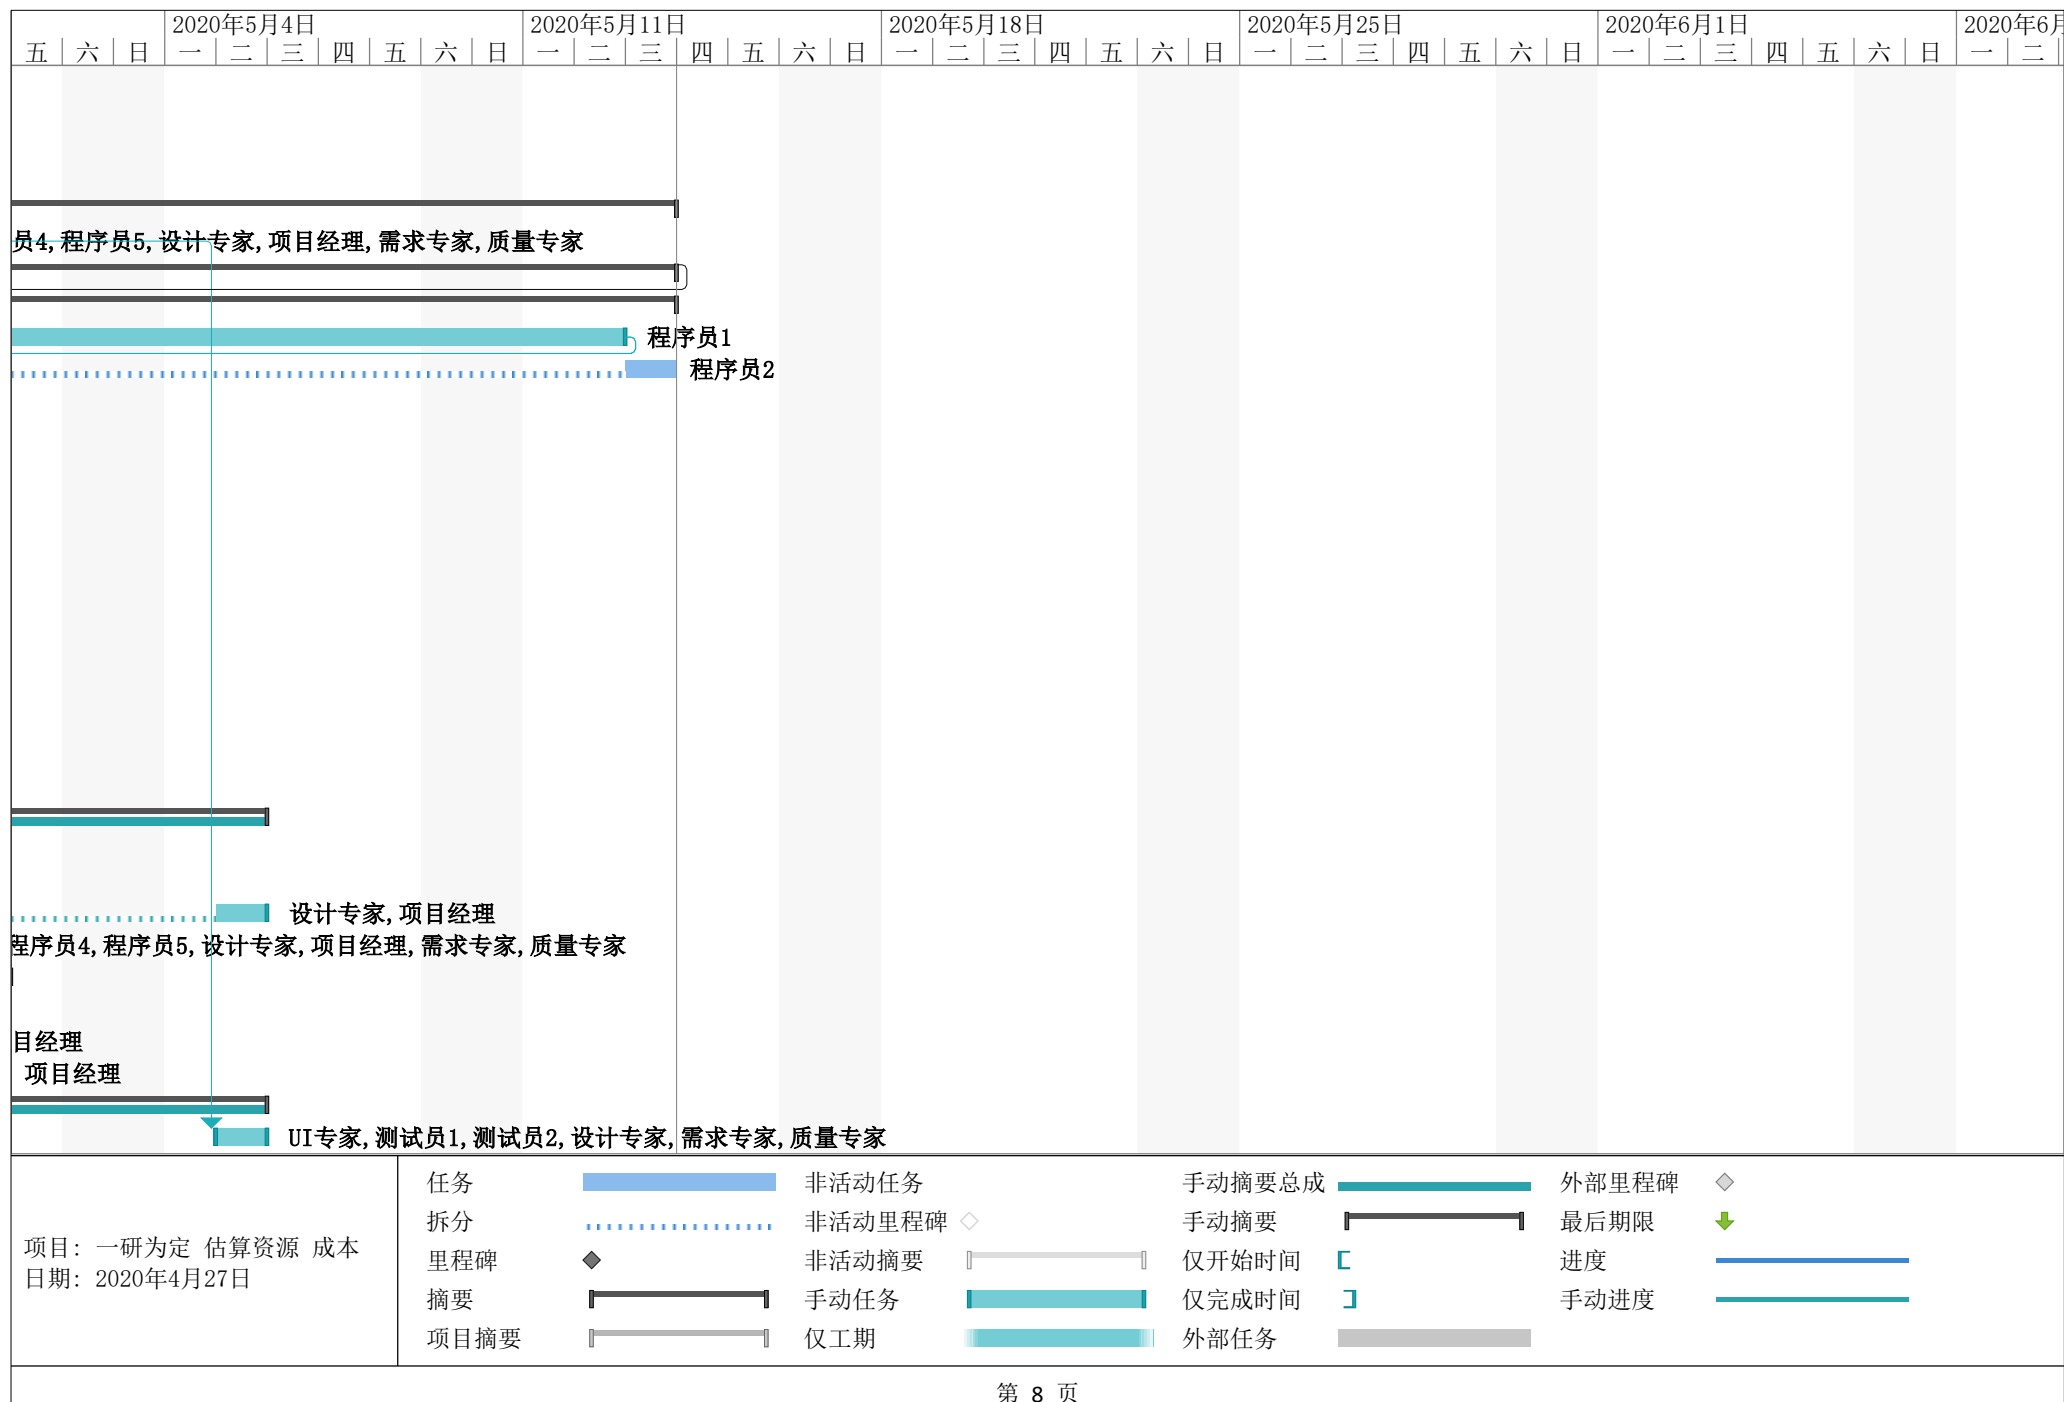 2020年5月4日 2020年5月11日 2020年5月18日 2020年5月25日 2020年6月1日 2020年6月
五 六 日 一 二 三 四 五 六 日 一 二 三 四 五 六 日 一 二 三 四 五 六 日 一 二 三 四 五 六 日 一 二 三 四 五 六 日 一 二
员4,程序员5,设计专家,项目经理,需求专家,质量专家
程序员1
程序员2
设计专家,项目经理
程序员4,程序员5,设计专家,项目经理,需求专家,质量专家
目经理
项目经理
UI专家,测试员1,测试员2,设计专家,需求专家,质量专家
项目: 一研为定 估算资源 成本
日期: 2020年4月27日
任务 非活动任务 手动摘要总成 外部里程碑
拆分 非活动里程碑 手动摘要 最后期限
里程碑 非活动摘要 仅开始时间 进度
摘要 手动任务 仅完成时间 手动进度
项目摘要 仅工期 外部任务
第 8 页